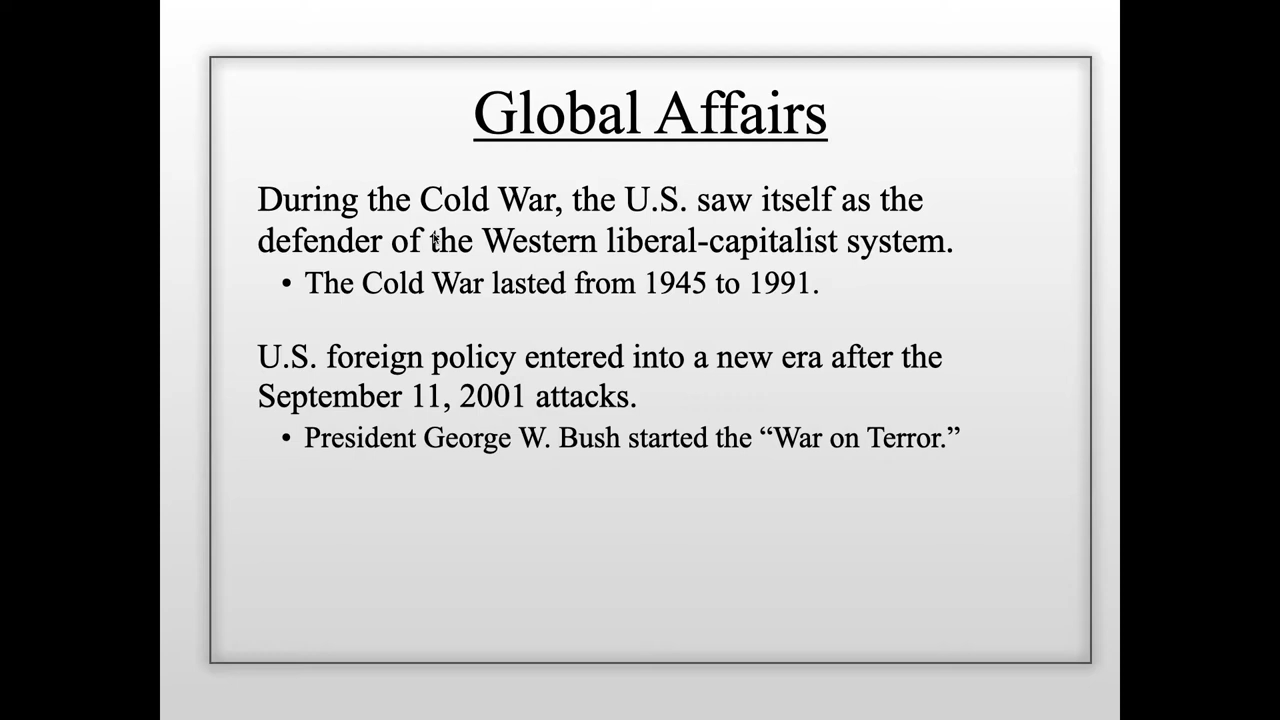 Global Affairs
During the Cold War, the U.S. saw itself as the
defender of the Western liberal-capitalist system.
• The Cold War lasted from 1945 to 1991.
U.S. foreign policy entered into a new era after the
September 11, 2001 attacks.
• President George W. Bush started the “War on Terror.”